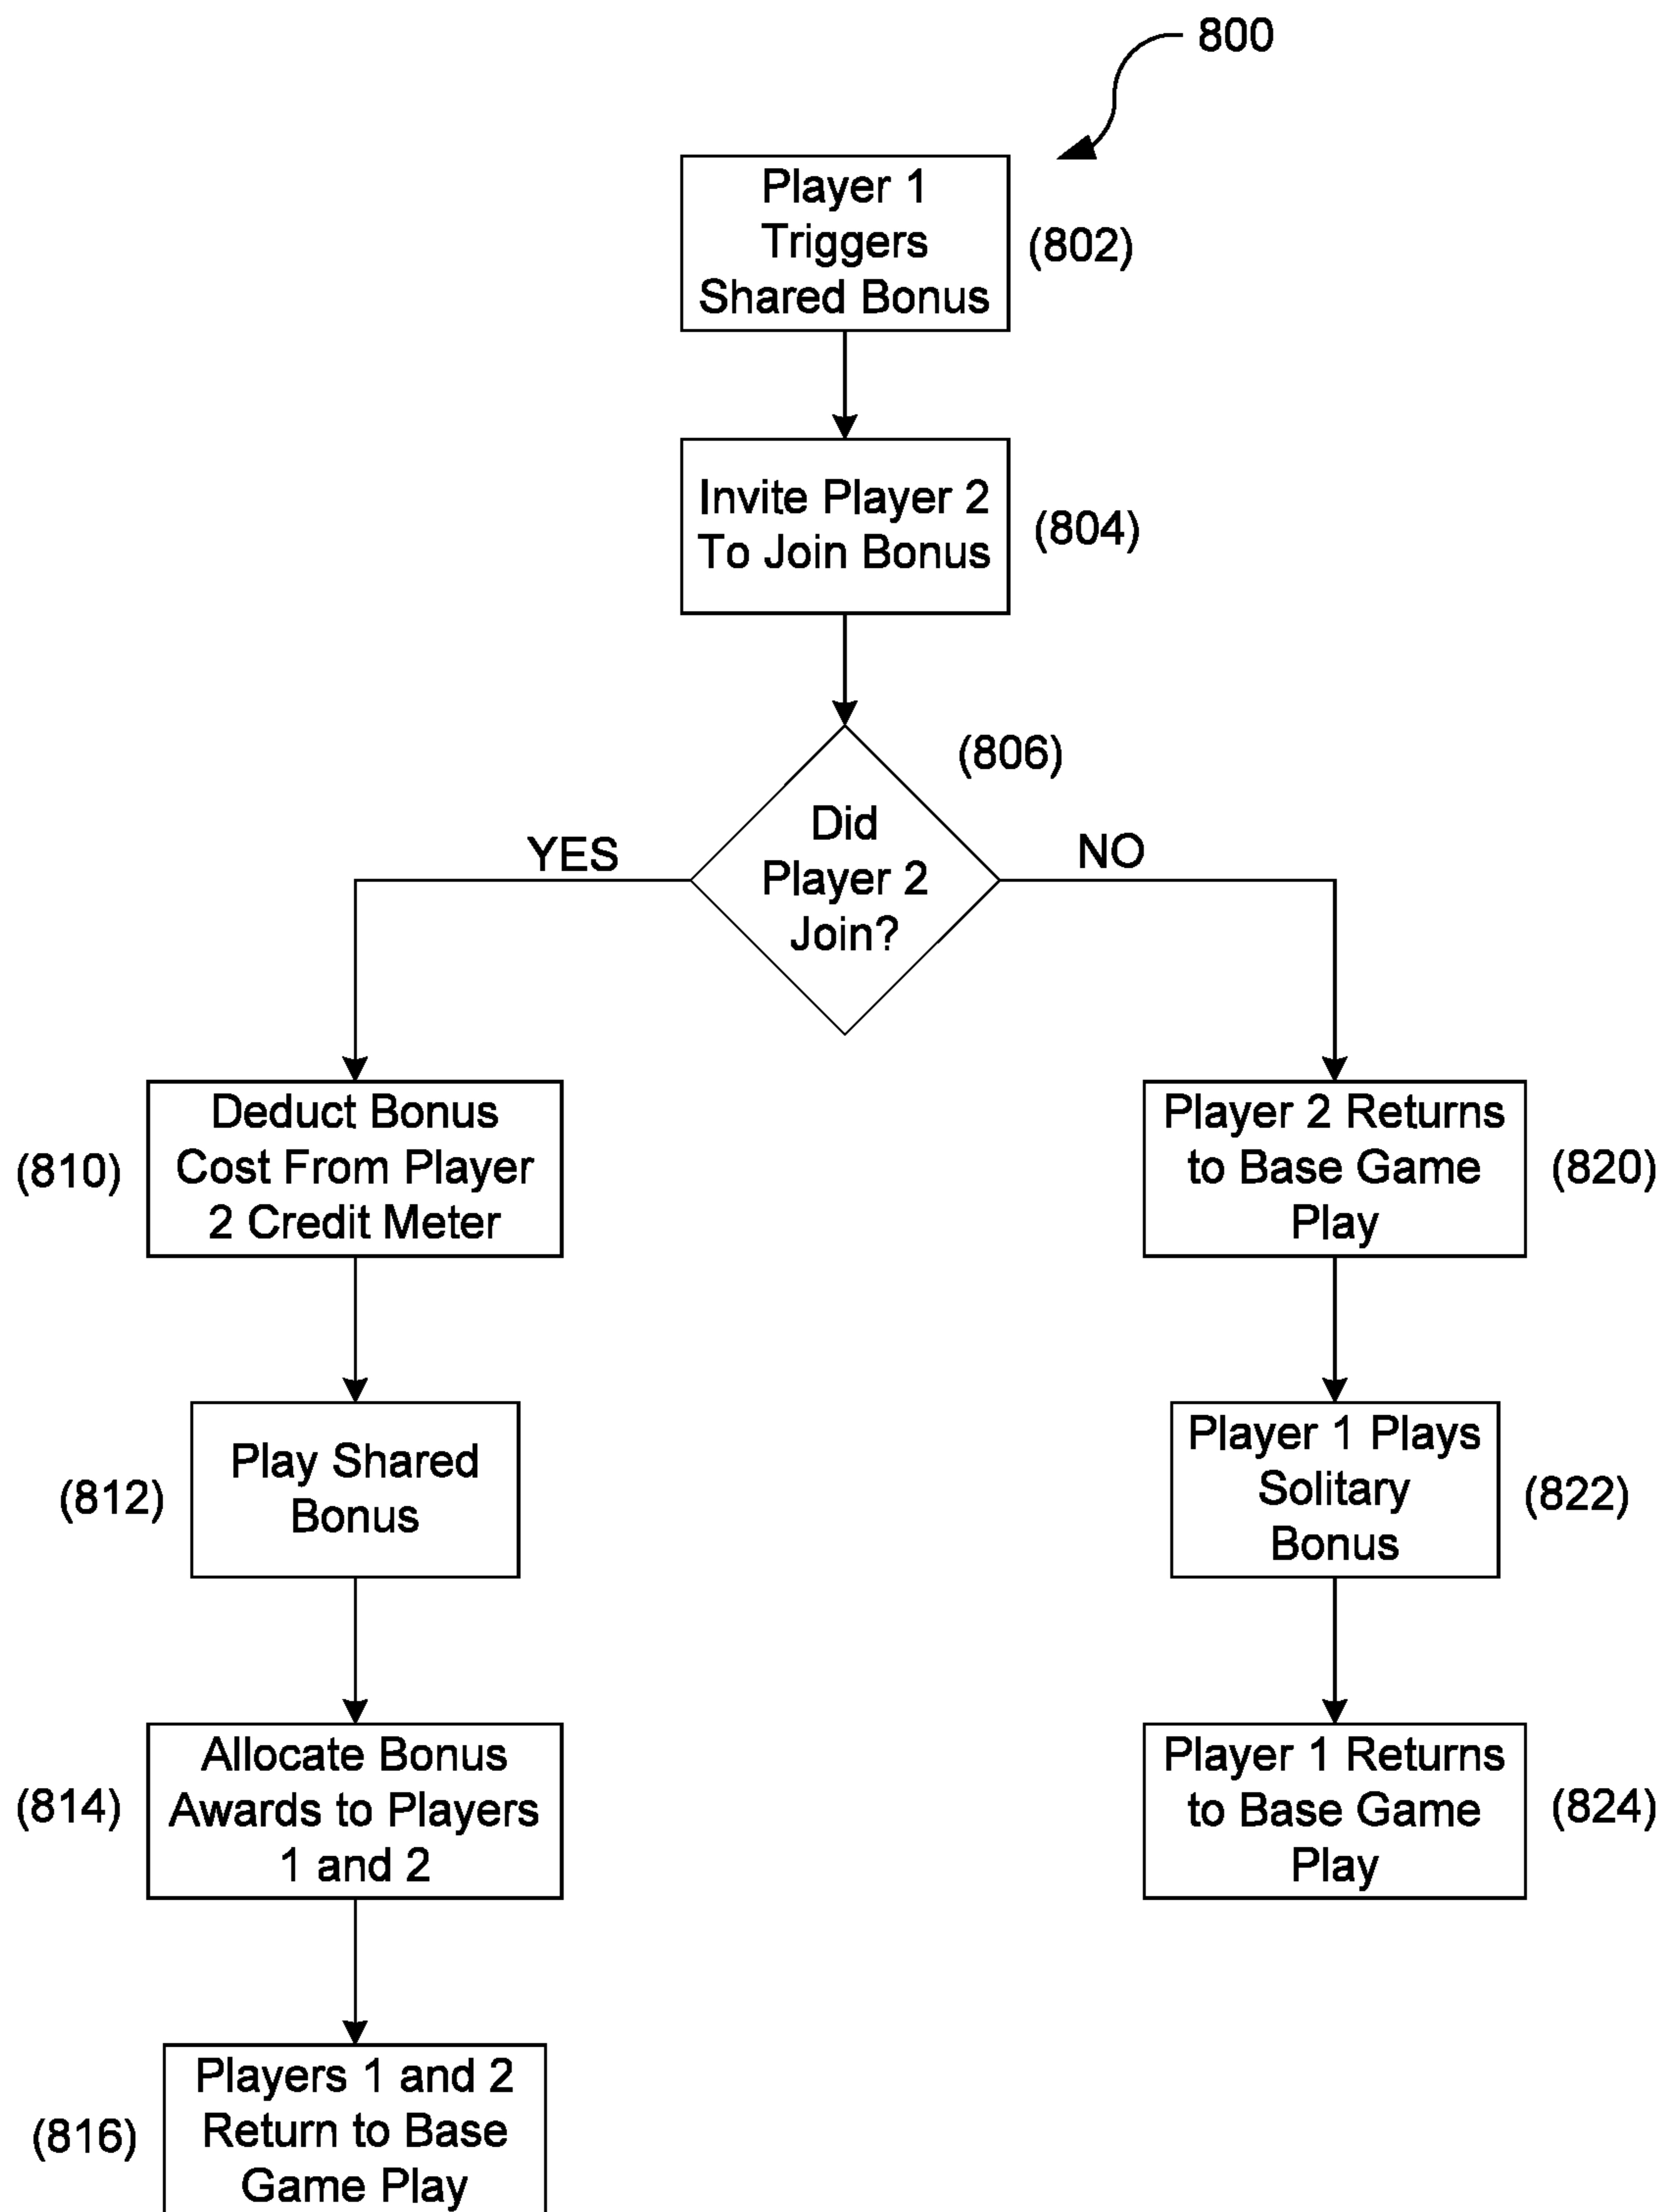 800
Player 1
Triggers
Shared Bonus
(802)
Invite Player 2
To Join Bonus
(804)
(806)
Did
Player 2
Join?
YES
NO
Deduct Bonus
Cost From Player
2 Credit Meter
(810)
Player 2 Returns
to Base Game
Play
(820)
Play Shared
Bonus
(812)
Player 1 Plays
Solitary
Bonus
(822)
Allocate Bonus
Awards to Players
1 and 2
(814)
Player 1 Returns
to Base Game
Play
(824)
Players 1 and 2
Return to Base
Game Play
(816)